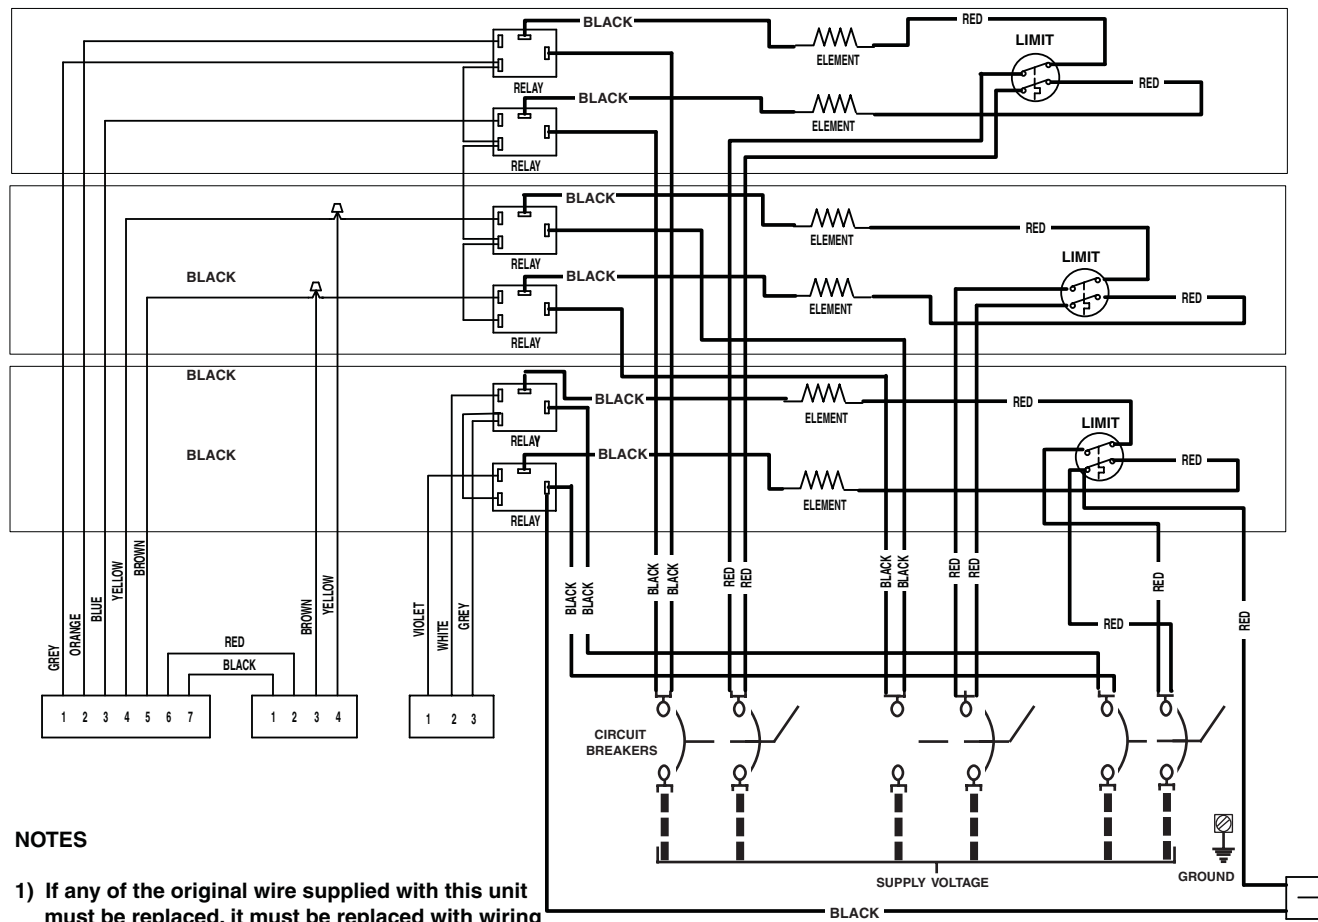 BLACK
RED
LIMIT
ELEMENT
RELAY
RED
BLACK
ELEMENT
RELAY
BLACK
RED
ELEMENT
LIMIT
RELAY
BLACK
BLACK
RED
ELEMENT
RELAY
BLACK
BLACK
RED
ELEMENT
LIMIT
RELAY
BLACK
BLACK
RED
ELEMENT
RELAY
GREY
ORANGE
BLUE
YELLOW
BROWN
RED
BLACK
BROWN
YELLOW
VIOLET
WHITE
GREY
BLACK
BLACK
BLACK
BLACK
RED
RED
BLACK
BLACK
RED
RED
RED
RED
RED
1 2 3 4 5 6 7
1 2 3 4
1 2 3
CIRCUIT
BREAKERS
SUPPLY VOLTAGE
GROUND
BLACK
NOTES
1) If any of the original wire supplied with this unit
must be replaced, it must be replaced with wiring